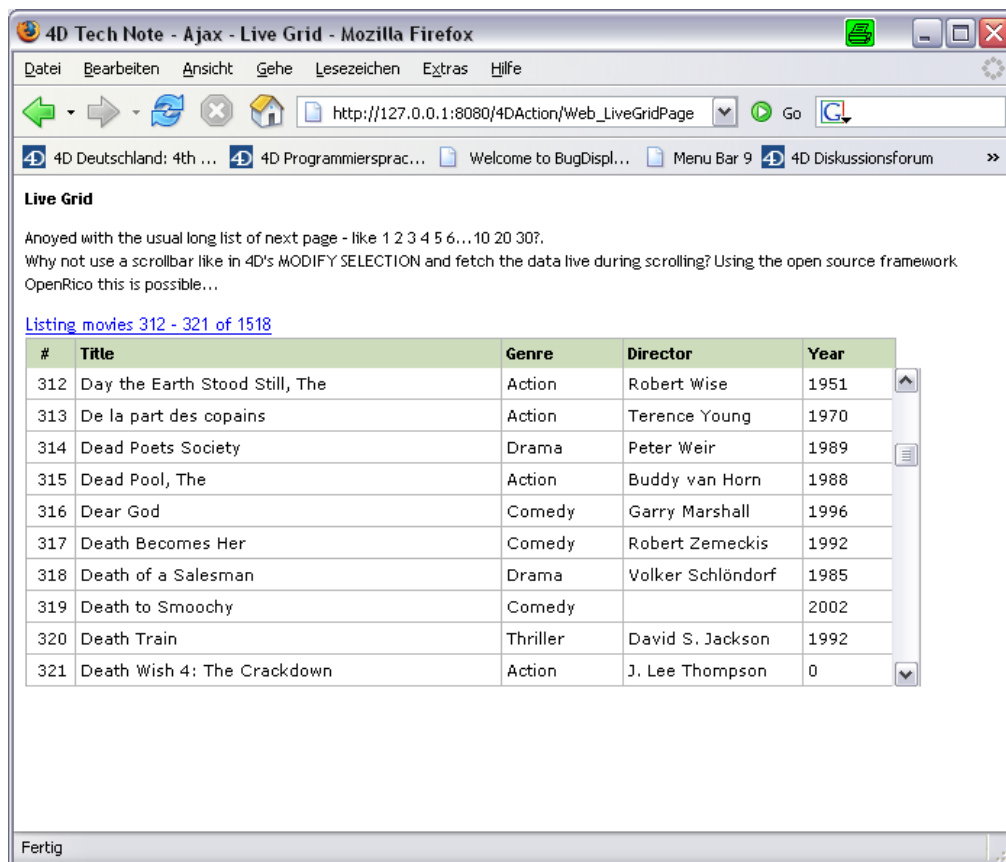 4D Tech Note - Ajax - Live Grid - Mozilla Firefox
Datei Bearbeiten Ansicht Gehe Lesezeichen Extras Hilfe
http://127.0.0.1:8080/4DAction/Web_LiveGridPage Go G
4D 4D Deutschland: 4th ... 4D 4D Programmiersprac... Welcome to BugDispl... Menu Bar 9 4D 4D Diskussionsforum »
Live Grid
Anoyed with the usual long list of next page - like 1 2 3 4 5 6...10 20 30?.
Why not use a scrollbar like in 4D's MODIFY SELECTION and fetch the data live during scrolling? Using the open source framework
OpenRico this is possible...
Listing movies 312 - 321 of 1518
# Title Genre Director Year
312 Day the Earth Stood Still, The Action Robert Wise 1951
313 De la part des copains Action Terence Young 1970
314 Dead Poets Society Drama Peter Weir 1989
315 Dead Pool, The Action Buddy van Horn 1988
316 Dear God Comedy Garry Marshall 1996
317 Death Becomes Her Comedy Robert Zemeckis 1992
318 Death of a Salesman Drama Volker Schlöndorf 1985
319 Death to Smoochy Comedy 2002
320 Death Train Thriller David S. Jackson 1992
321 Death Wish 4: The Crackdown Action J. Lee Thompson 0
Fertig